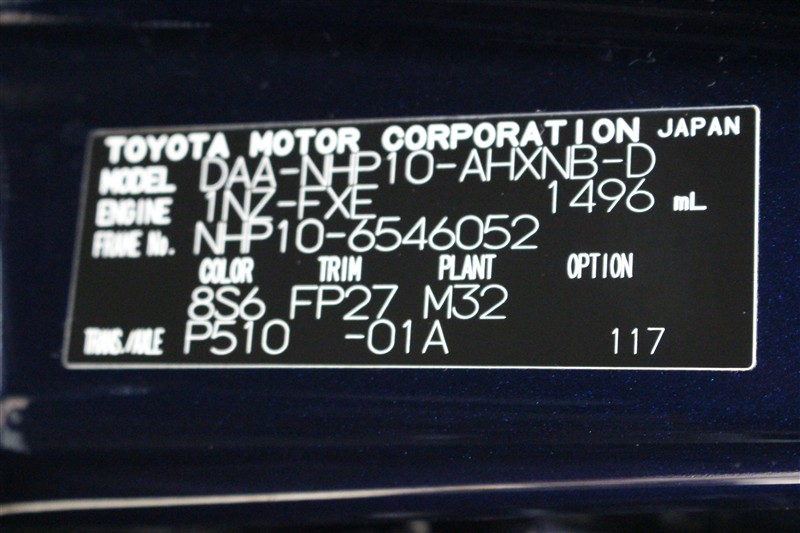 TOYOTA MOTOR CORPORATION JAPAN
MODEL DAA-NHP10-AHXNB-D
ENGINE 1NZ-FXE 1496 mL
FRAME No. NHP10-6546052
COLOR TRIM PLANT OPTION
8S6 FP27 M32
TRANS./AXLE P510 -01A 117